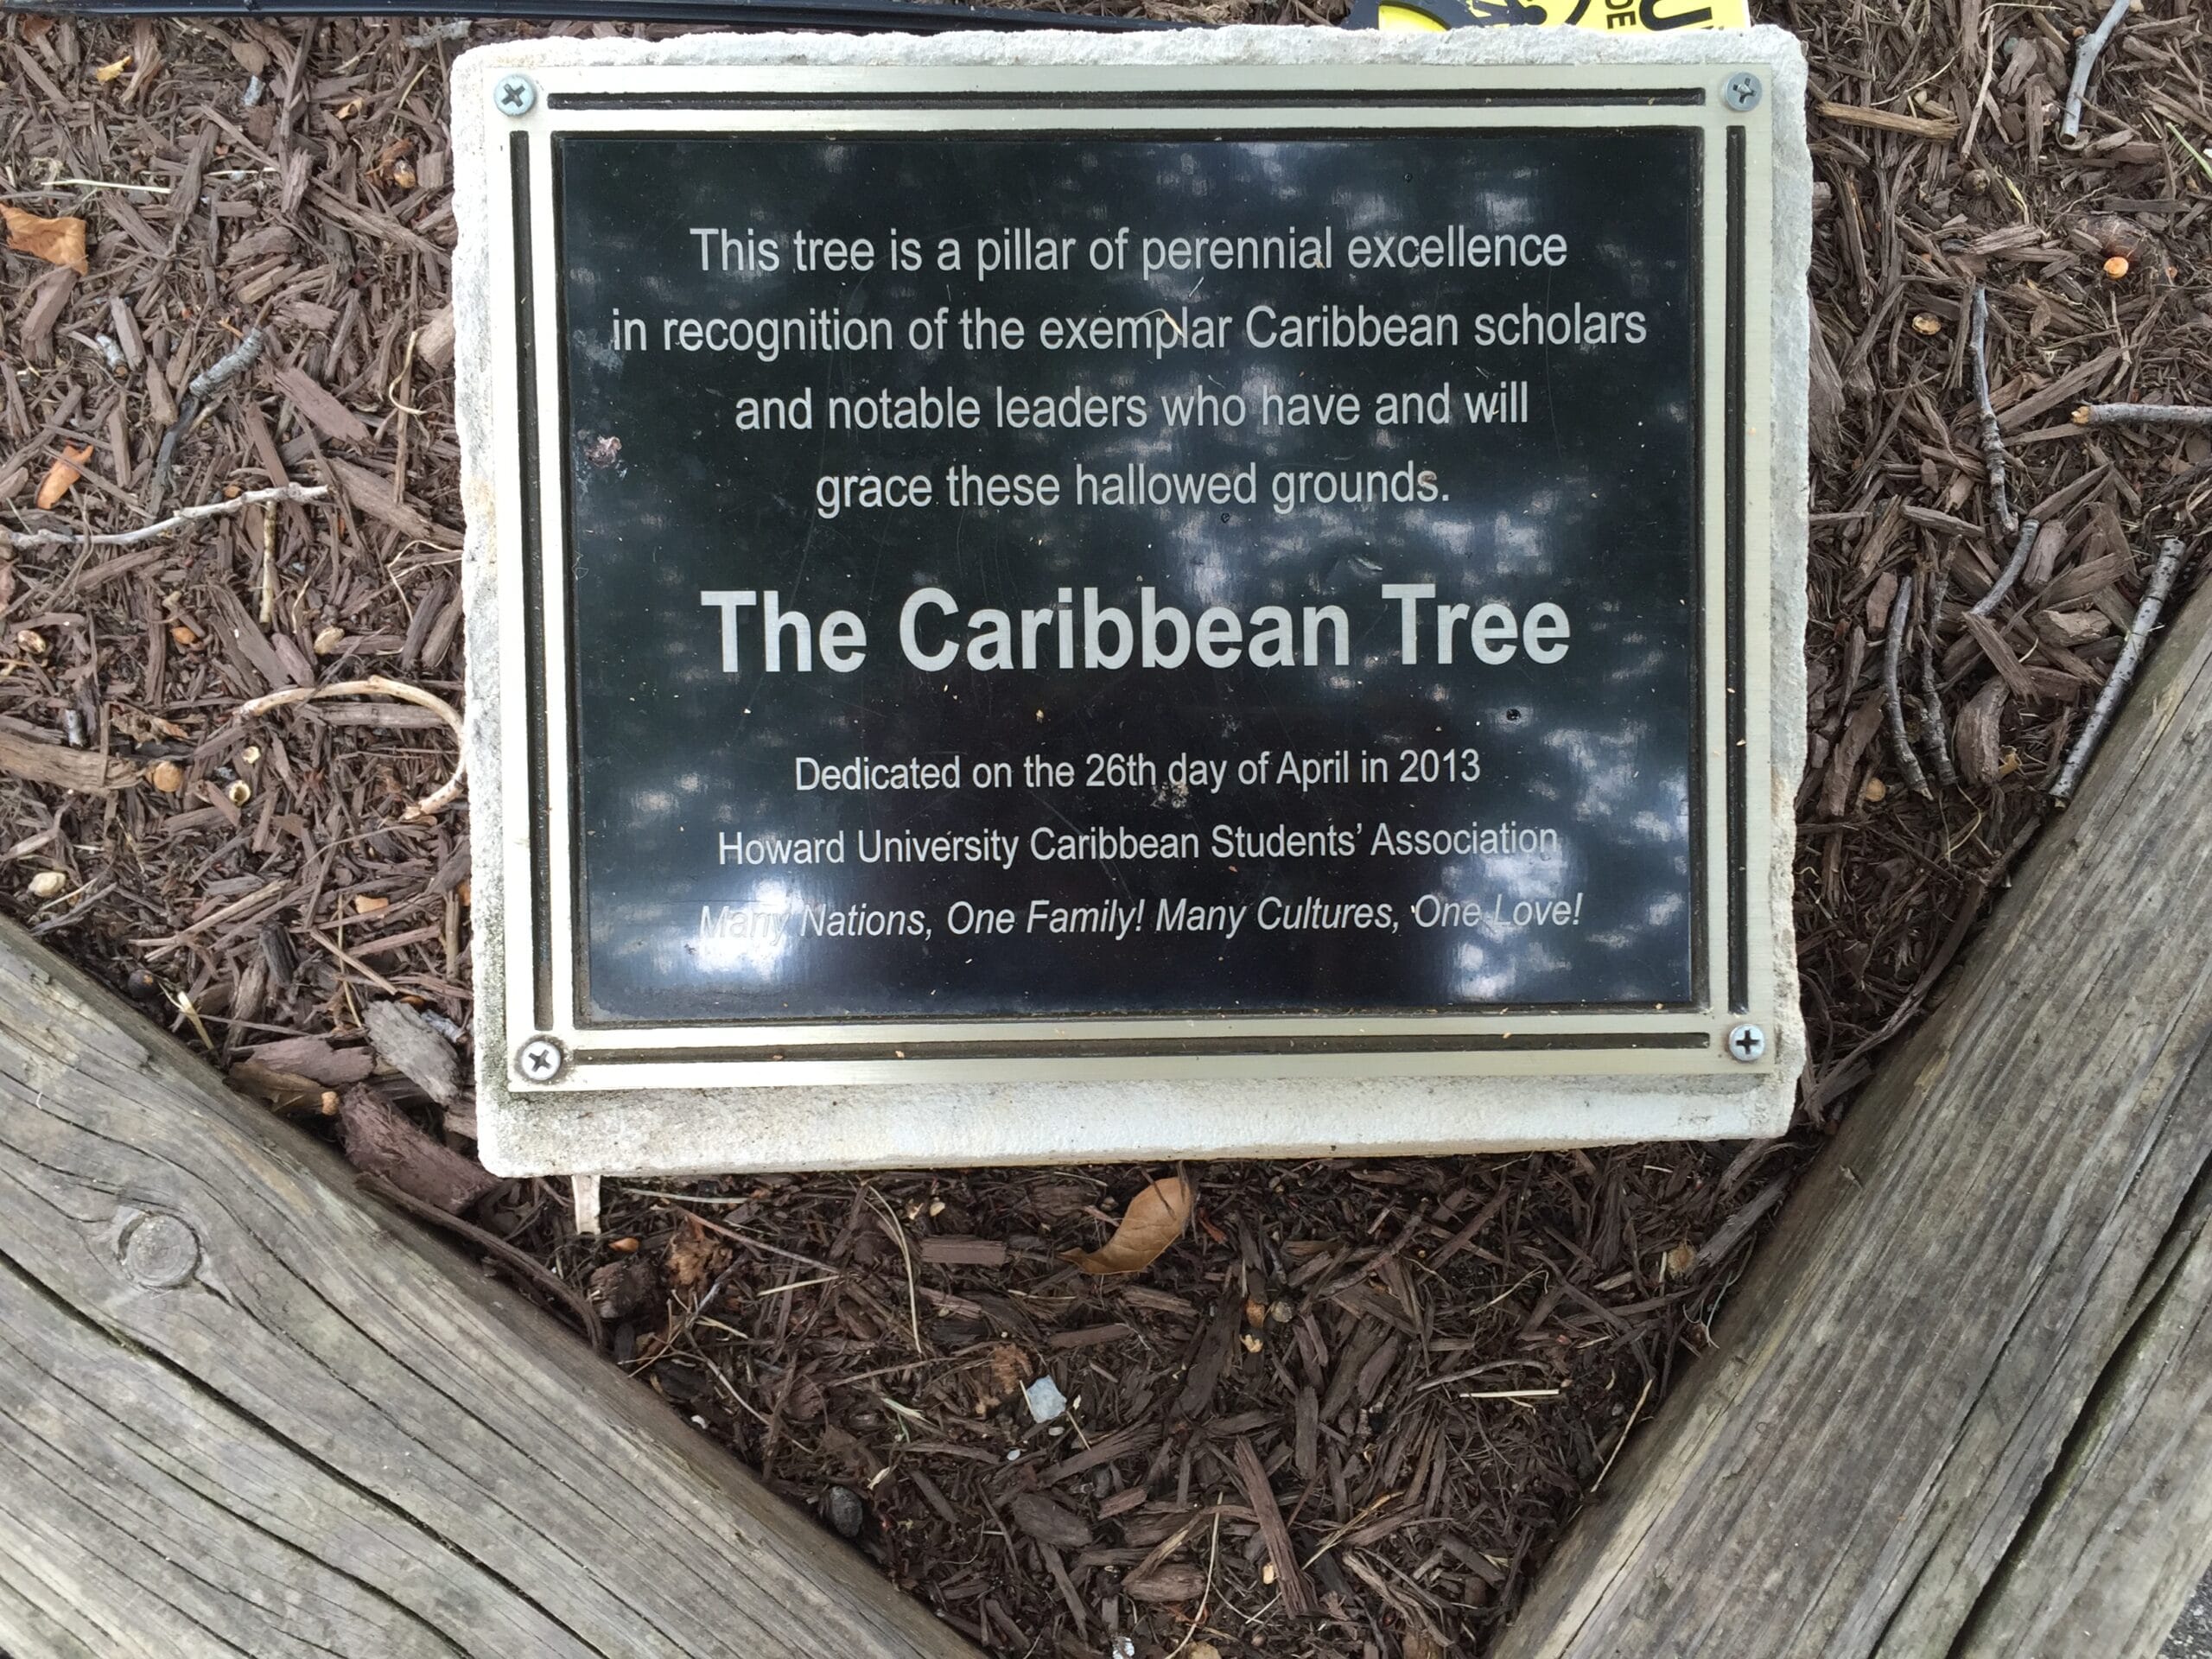 This tree is a pillar of perennial excellence
in recognition of the exemplar Caribbean scholars
and notable leaders who have and will
grace these hallowed grounds.
The Caribbean Tree
Dedicated on the 26th day of April in 2013
Howard University Caribbean Students’ Association
Many Nations, One Family! Many Cultures, One Love!